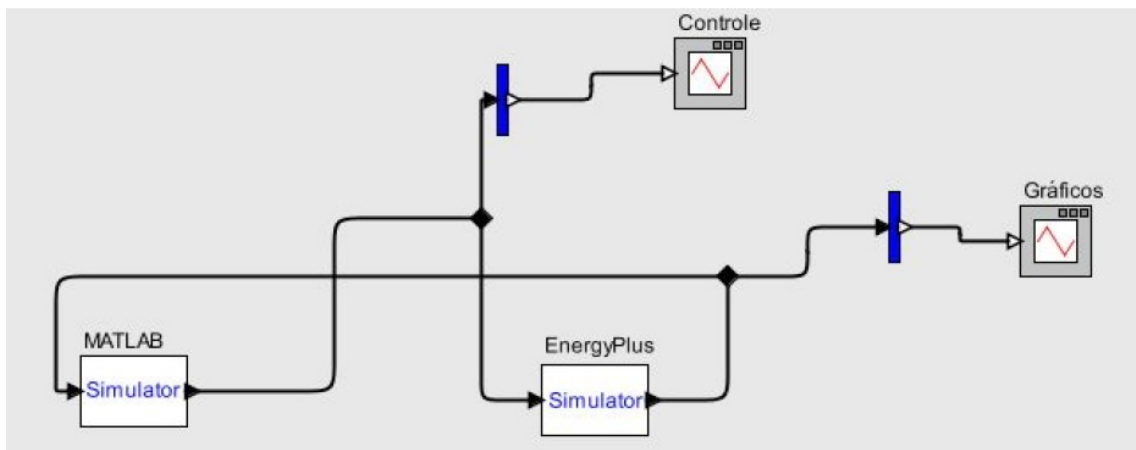 Controle
Gráficos
MATLAB
Simulator
EnergyPlus
Simulator